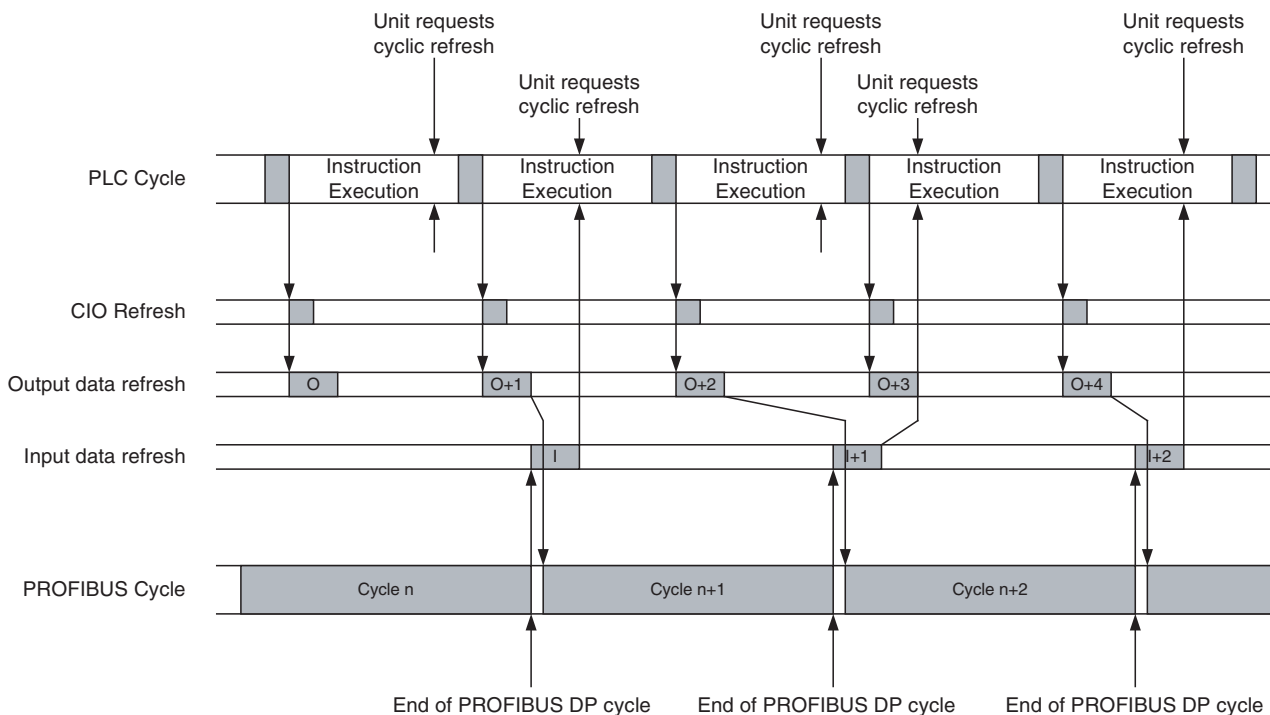 Unit requests
cyclic refresh
Unit requests
cyclic refresh
Unit requests
cyclic refresh
Unit requests
cyclic refresh
Unit requests
cyclic refresh
PLC Cycle
Instruction
Execution
Instruction
Execution
Instruction
Execution
Instruction
Execution
Instruction
Execution
CIO Refresh
Output data refresh
O
O+1
O+2
O+3
O+4
Input data refresh
I
I+1
I+2
PROFIBUS Cycle
Cycle n
Cycle n+1
Cycle n+2
End of PROFIBUS DP cycle
End of PROFIBUS DP cycle
End of PROFIBUS DP cycle